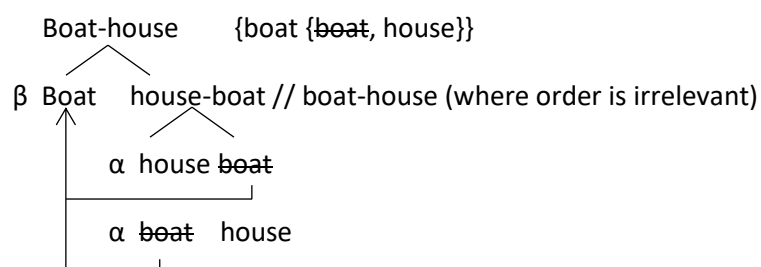 Boat-house {boat {boat, house}}
β Boat house-boat // boat-house (where order is irrelevant)
α house boat
α boat house